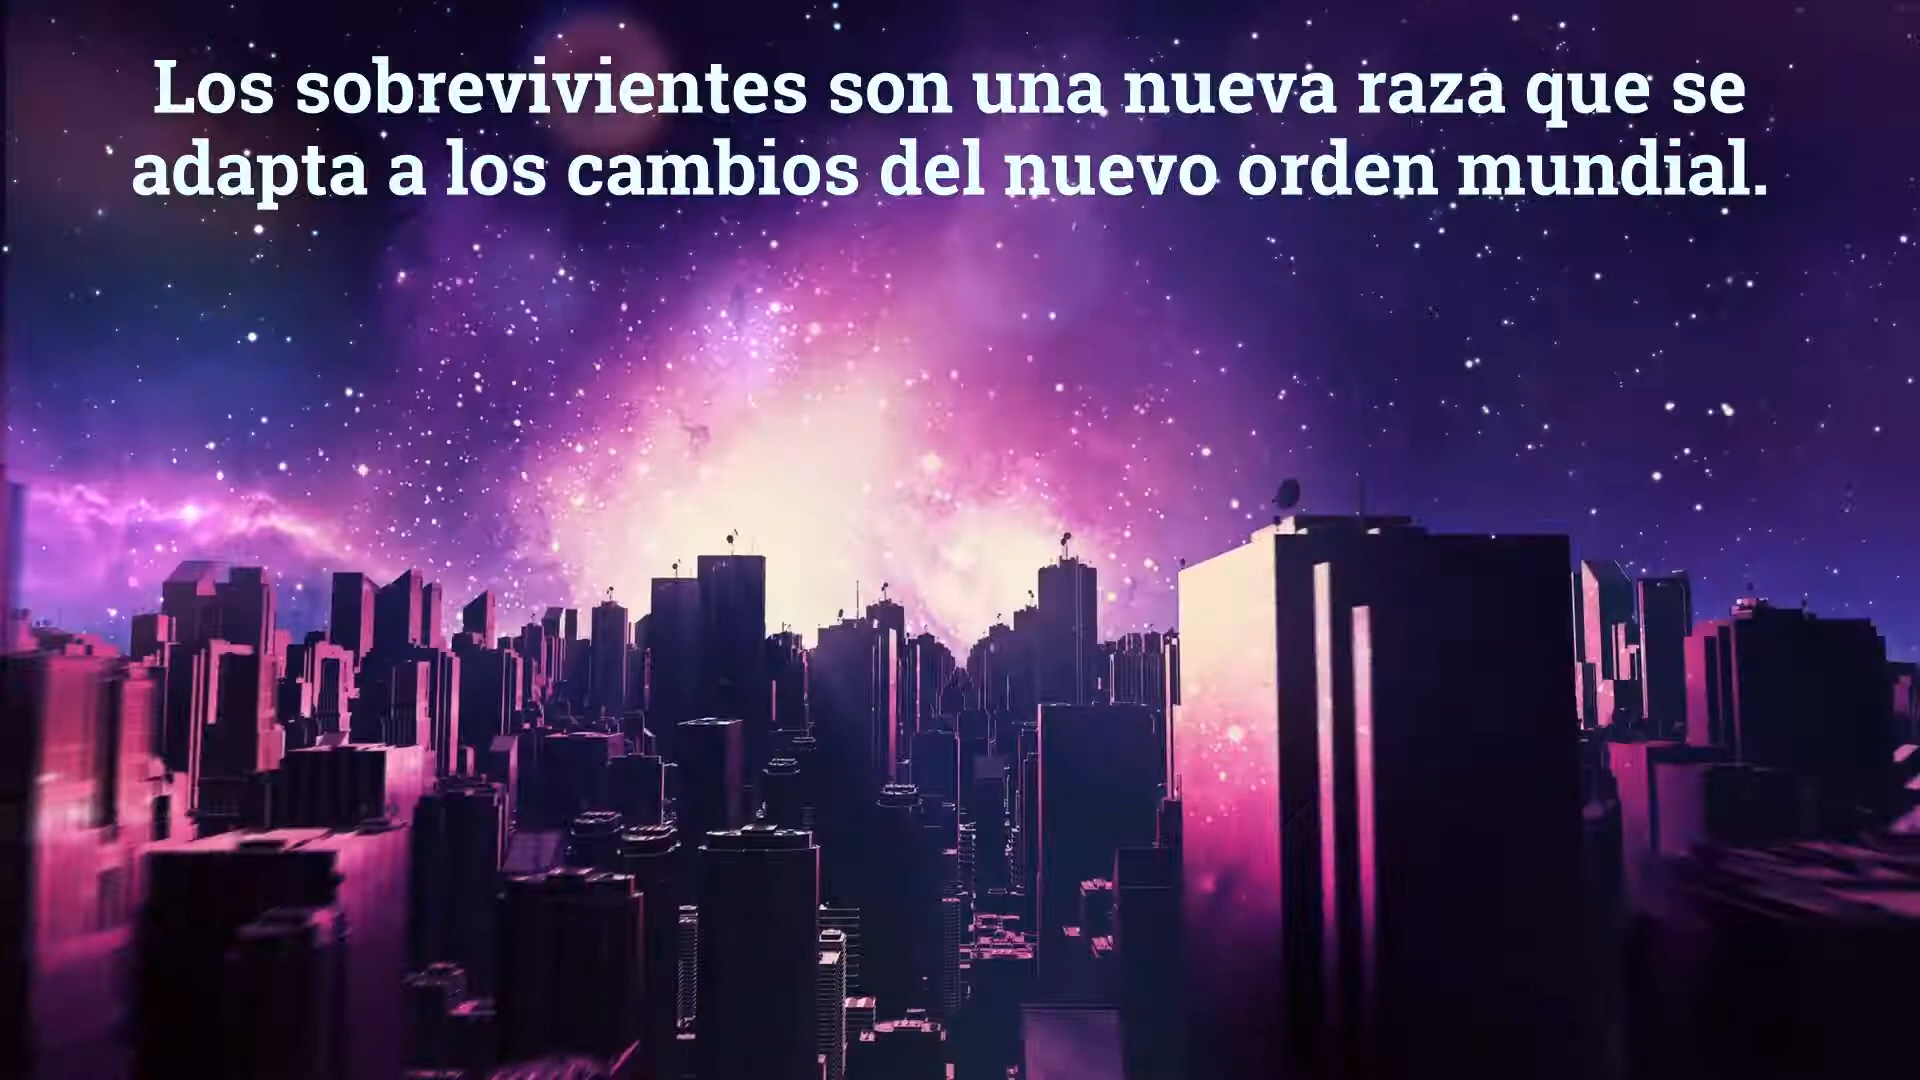 Los sobrevivientes son una nueva raza que se
adapta a los cambios del nuevo orden mundial.